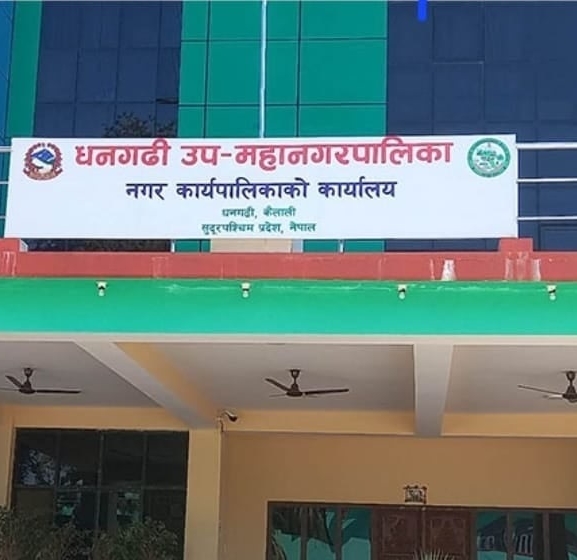 धनगढी उप-महानगरपालिका
नगर कार्यपालिकाको कार्यालय
धनगढी, कैलाली
सुदूरपश्चिम प्रदेश, नेपाल